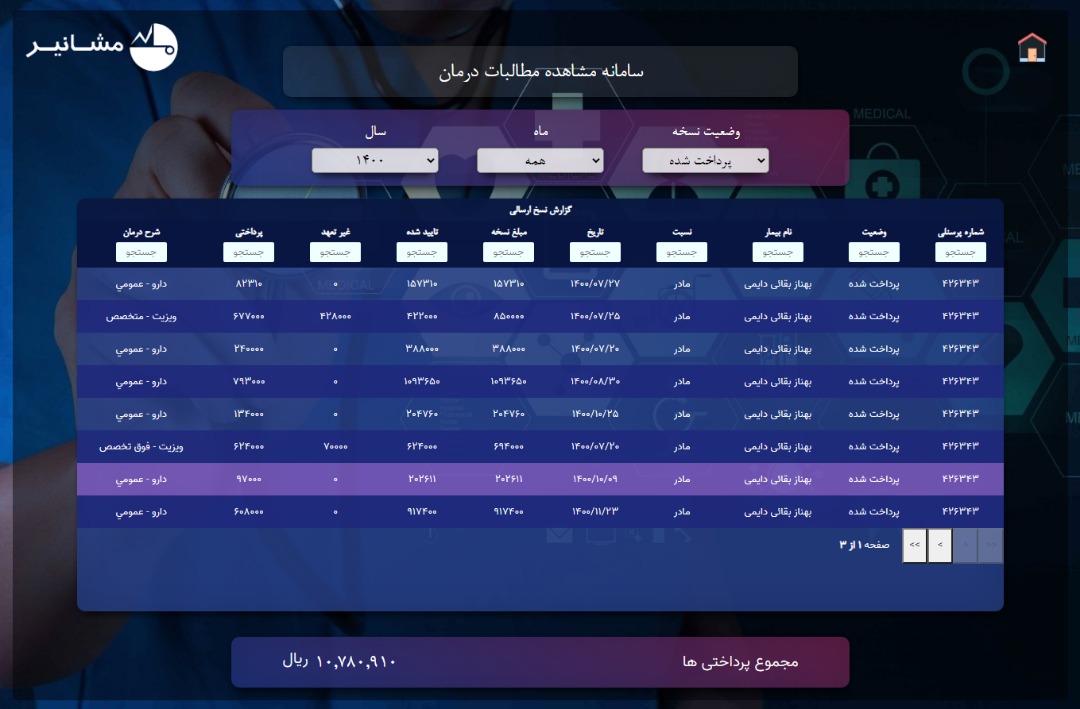 مشانیر
سامانه مشاهده مطالبات درمان
وضعیت نسخه ماه سال
پرداخت شده همه ۱۴۰۰
MEDICAL
گزارش نسخ ارسالی
شماره پرسنلی وضعیت نام بیمار نسبت تاریخ مبلغ نسخه تایید شده غیر تعهد پرداختی شرح درمان
جستجو جستجو جستجو جستجو جستجو جستجو جستجو جستجو جستجو جستجو
۴۲۶۳۴۳ پرداخت شده بهناز بقائی دایمی مادر ۱۴۰۰/۰۷/۲۷ ۱۵۷۳۱۰ ۱۵۷۳۱۰ ۰ ۸۲۳۱۰ دارو - عمومي
۴۲۶۳۴۳ پرداخت شده بهناز بقائی دایمی مادر ۱۴۰۰/۰۷/۲۵ ۸۵۰۰۰۰ ۴۲۲۰۰۰ ۴۲۸۰۰۰ ۶۷۷۰۰۰ ویزیت - متخصص
۴۲۶۳۴۳ پرداخت شده بهناز بقائی دایمی مادر ۱۴۰۰/۰۷/۲۰ ۳۸۸۰۰۰ ۳۸۸۰۰۰ ۰ ۲۴۰۰۰۰ دارو - عمومي
۴۲۶۳۴۳ پرداخت شده بهناز بقائی دایمی مادر ۱۴۰۰/۰۸/۳۰ ۱۰۹۳۶۵۰ ۱۰۹۳۶۵۰ ۰ ۷۹۳۰۰۰ دارو - عمومي
۴۲۶۳۴۳ پرداخت شده بهناز بقائی دایمی مادر ۱۴۰۰/۱۰/۲۵ ۲۰۴۷۶۰ ۲۰۴۷۶۰ ۰ ۱۳۴۰۰۰ دارو - عمومي
۴۲۶۳۴۳ پرداخت شده بهناز بقائی دایمی مادر ۱۴۰۰/۰۷/۲۰ ۶۹۴۰۰۰ ۶۲۴۰۰۰ ۷۰۰۰۰ ۶۲۴۰۰۰ ویزیت - فوق تخصص
۴۲۶۳۴۳ پرداخت شده بهناز بقائی دایمی مادر ۱۴۰۰/۱۰/۰۹ ۲۰۲۶۱۱ ۲۰۲۶۱۱ ۰ ۹۷۰۰۰ دارو - عمومي
۴۲۶۳۴۳ پرداخت شده بهناز بقائی دایمی مادر ۱۴۰۰/۱۱/۲۳ ۹۱۷۴۰۰ ۹۱۷۴۰۰ ۰ ۶۰۸۰۰۰ دارو - عمومي
<< < > >> صفحه ۱ از ۳
مجموع پرداختی ها ۱۰,۷۸۰,۹۱۰ ریال